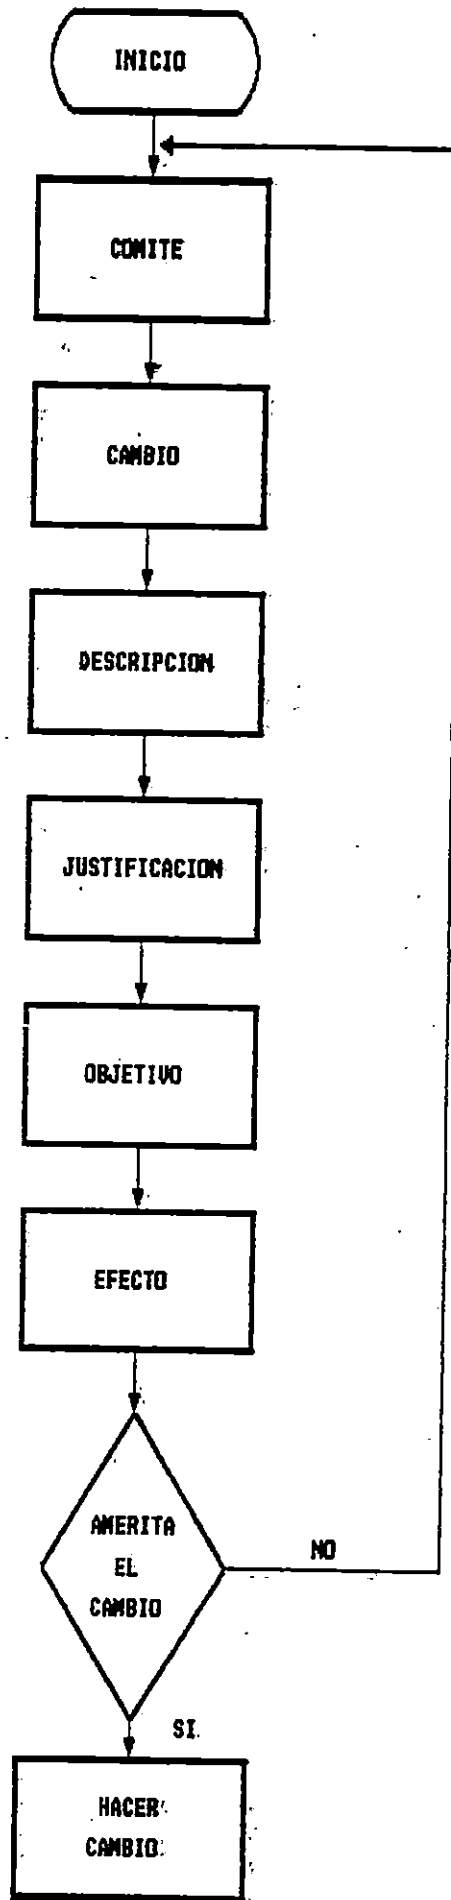 INICIO
COMITE
CAMBIO
DESCRIPCION
JUSTIFICACION
OBJETIVO
EFECTO
AMERITA
EL
CAMBIO
NO
SI
HACER
CAMBIO